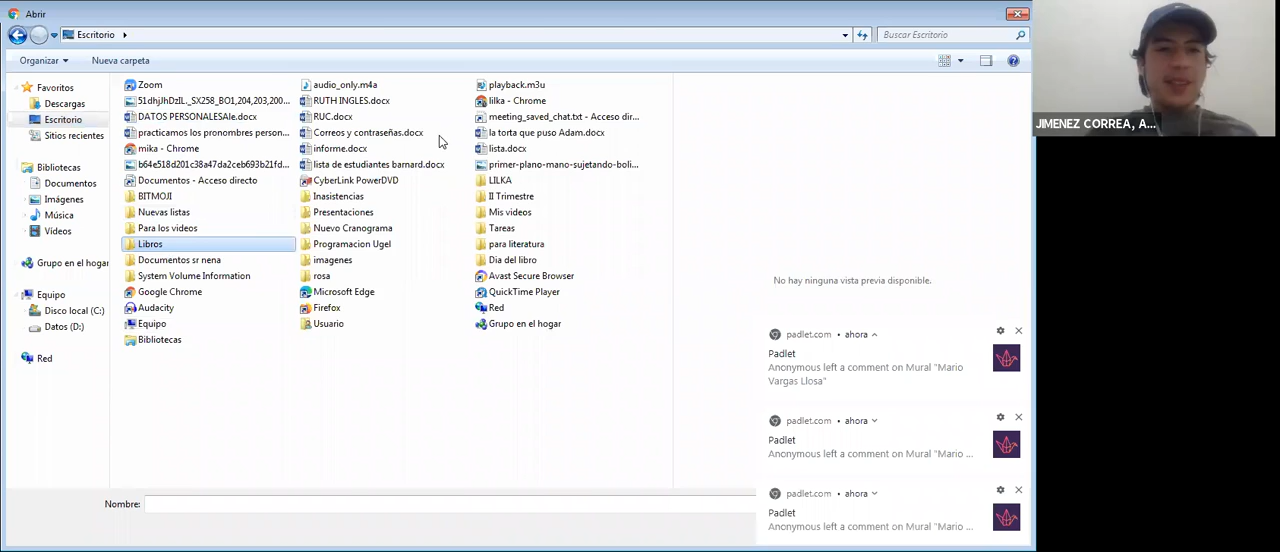 Abrir
Escritorio
Buscar Escritorio
Organizar
Nueva carpeta
Favoritos
Descargas
Escritorio
Sitios recientes
Bibliotecas
Documentos
Imágenes
Música
Vídeos
Grupo en el hogar
Equipo
Disco local (C:)
Datos (D:)
Red
Zoom
audio_only.m4a
playback.m3u
51dhjJhDzIL._SX258_BO1,204,203,200...
RUTH INGLES.docx
lilka - Chrome
DATOS PERSONALESAle.docx
RUC.docx
meeting_saved_chat.txt - Acceso dir...
practicamos los pronombres person...
Correos y contraseñas.docx
la torta que puso Adam.docx
mika - Chrome
informe.docx
lista.docx
b64e518d201c38a47da2ceb693b21fd...
lista de estudiantes barnard.docx
primer-plano-mano-sujetando-boli...
Documentos - Acceso directo
CyberLink PowerDVD
LILKA
BITMOJI
Inasistencias
II Trimestre
Nuevas listas
Presentaciones
Mis videos
Para los videos
Nuevo Cranograma
Tareas
Libros
Programacion Ugel
para literatura
Documentos sr nena
imagenes
Dia del libro
System Volume Information
rosa
Avast Secure Browser
Google Chrome
Microsoft Edge
QuickTime Player
Audacity
Firefox
Red
Equipo
Usuario
Grupo en el hogar
Bibliotecas
No hay ninguna vista previa disponible.
Nombre:
padlet.com • ahora
Padlet
Anonymous left a comment on Mural "Mario
Vargas Llosa"
padlet.com • ahora
Padlet
Anonymous left a comment on Mural "Mario ...
padlet.com • ahora
Padlet
Anonymous left a comment on Mural "Mario ...
JIMENEZ CORREA, A...